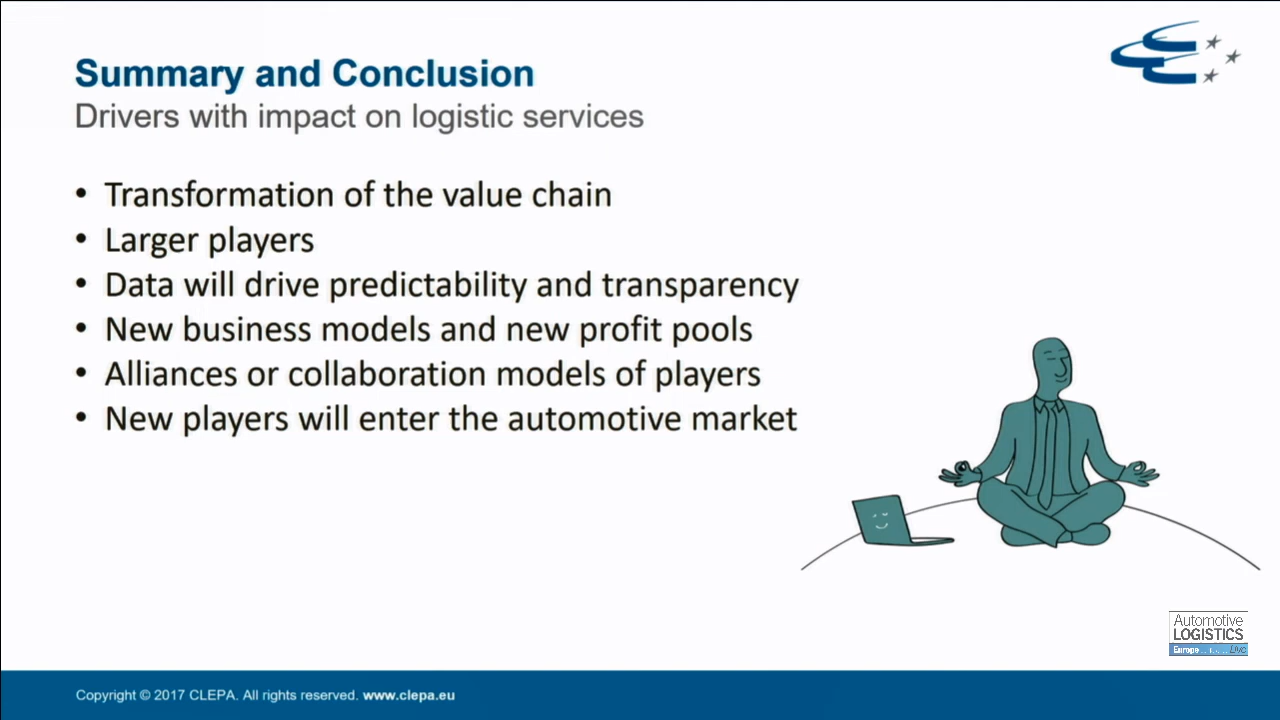 Summary and Conclusion
Drivers with impact on logistic services
• Transformation of the value chain
• Larger players
• Data will drive predictability and transparency
• New business models and new profit pools
• Alliances or collaboration models of players
• New players will enter the automotive market
Automotive
LOGISTICS
Europe Live
Copyright © 2017 CLEPA. All rights reserved. www.clepa.eu